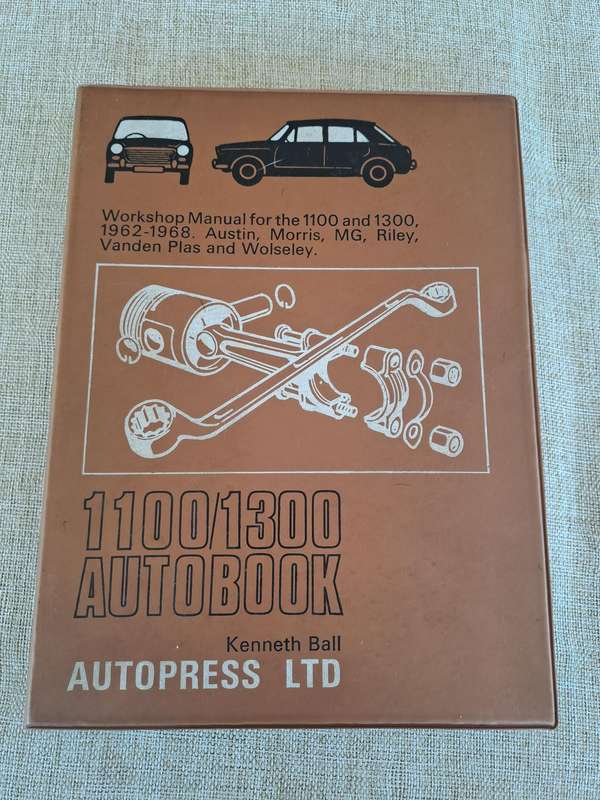 Workshop Manual for the 1100 and 1300,
1962-1968. Austin, Morris, MG, Riley,
Vanden Plas and Wolseley.
1100/1300
AUTOBOOK
Kenneth Ball
AUTOPRESS LTD